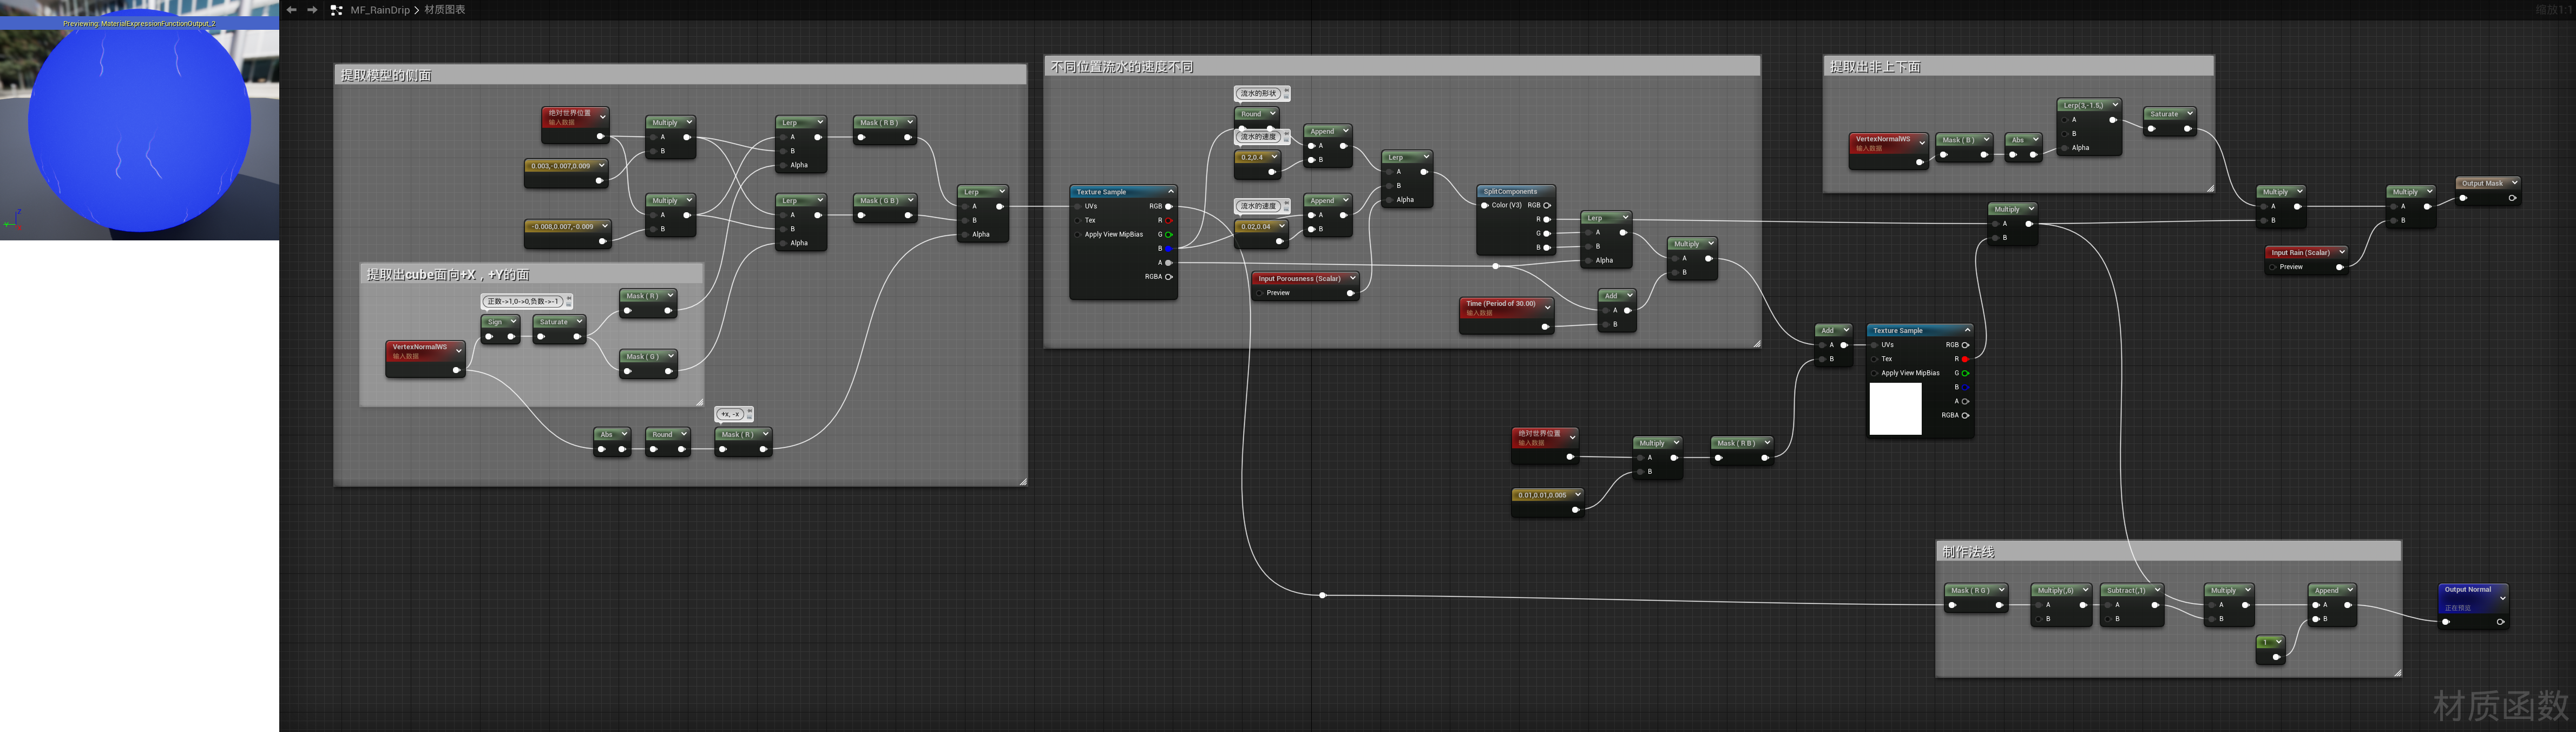 MF_RainDrip > 材质图表
缩放1:1
Previewing: MaterialExpressionFunctionOutput_2
提取模型的侧面
绝对世界位置
输入数据
0.003,-0.007,0.009
-0.008,0.007,-0.009
Multiply
A
B
Multiply
A
B
Lerp
A
B
Alpha
Lerp
A
B
Alpha
Mask ( R B )
Mask ( G B )
Lerp
A
B
Alpha
提取出cube面向+X，+Y的面
正数->1,0->0,负数->-1
Sign
Saturate
Mask ( R )
Mask ( G )
VertexNormalWS
输入数据
Abs
Round
+x, -x
Mask ( R )
不同位置流水的速度不同
Texture Sample
UVs
Tex
Apply View MipBias
RGB
R
G
B
A
RGBA
流水的形状
Round
流水的速度
0.2,0.4
流水的速度
0.02,0.04
Append
A
B
Append
A
B
Lerp
A
B
Alpha
Input Porousness (Scalar)
Preview
SplitComponents
Color (V3)
RGB
R
G
B
Lerp
A
B
Alpha
Multiply
A
B
Time (Period of 30.00)
输入数据
Add
A
B
提取出非上下面
VertexNormalWS
输入数据
Mask ( B )
Abs
Lerp(3,-1.5,)
A
B
Alpha
Saturate
Multiply
A
B
Multiply
A
B
Multiply
A
B
Output Mask
Input Rain (Scalar)
Preview
Add
A
B
Texture Sample
UVs
Tex
Apply View MipBias
RGB
R
G
B
A
RGBA
绝对世界位置
输入数据
0.01,0.01,0.005
Multiply
A
B
Mask ( R B )
制作法线
Mask ( R G )
Multiply(,6)
A
B
Subtract(,1)
A
B
Multiply
A
B
1
Append
A
B
Output Normal
正在预览
材质函数